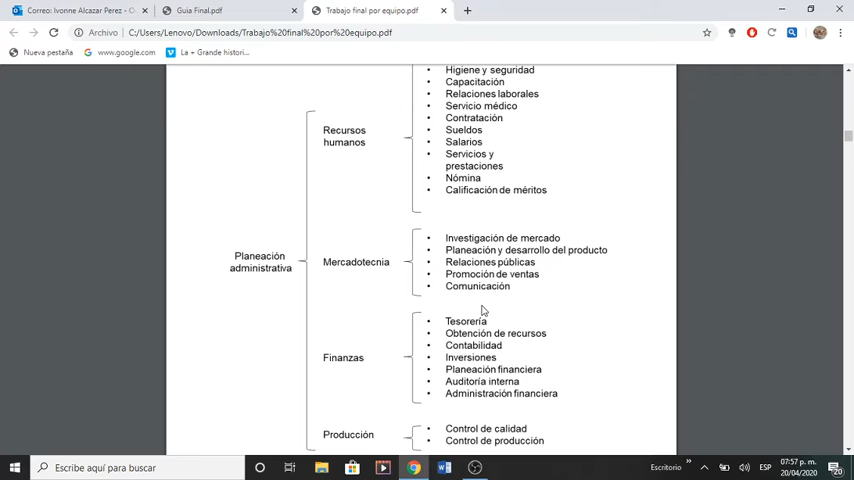 Correo: Ivonne Alcazar Perez - O
Guia Final.pdf
Trabajo final por equipo.pdf
Archivo
C:/Users/Lenovo/Downloads/Trabajo%20final%20por%20equipo.pdf
Nueva pestaña
www.google.com
La + Grande histori...
Higiene y seguridad
Capacitación
Relaciones laborales
Servicio médico
Contratación
Sueldos
Salarios
Servicios y
prestaciones
Nómina
Calificación de méritos
Recursos
humanos
Planeación
administrativa
Mercadotecnia
Investigación de mercado
Planeación y desarrollo del producto
Relaciones públicas
Promoción de ventas
Comunicación
Finanzas
Tesorería
Obtención de recursos
Contabilidad
Inversiones
Planeación financiera
Auditoría interna
Administración financiera
Producción
Control de calidad
Control de producción
Escribe aquí para buscar
Escritorio
ESP
07:57 p. m.
20/04/2020
20